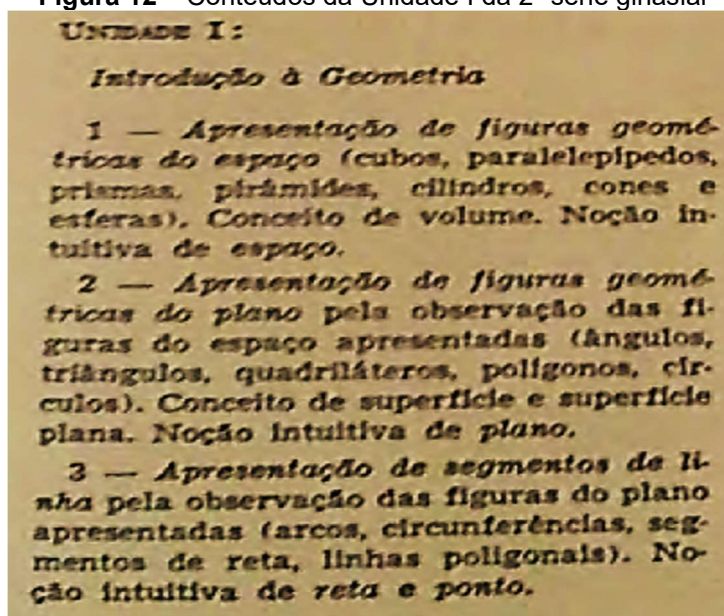 Figura 12 – Conteúdos da Unidade I da 2ª série ginasial
UNIDADE I:
Introdução à Geometria
1 — Apresentação de figuras geomé-
tricas do espaço (cubos, paralelepípedos,
prismas, pirâmides, cilindros, cones e
esferas). Conceito de volume. Noção in-
tuitiva de espaço.
2 — Apresentação de figuras geomé-
tricas do plano pela observação das fi-
guras do espaço apresentadas (ângulos,
triângulos, quadriláteros, polígonos, cír-
culos). Conceito de superfície e superfície
plana. Noção intuitiva de plano.
3 — Apresentação de segmentos de li-
nha pela observação das figuras do plano
apresentadas (arcos, circunferências, seg-
mentos de reta, linhas poligonais). No-
ção intuitiva de reta e ponto.